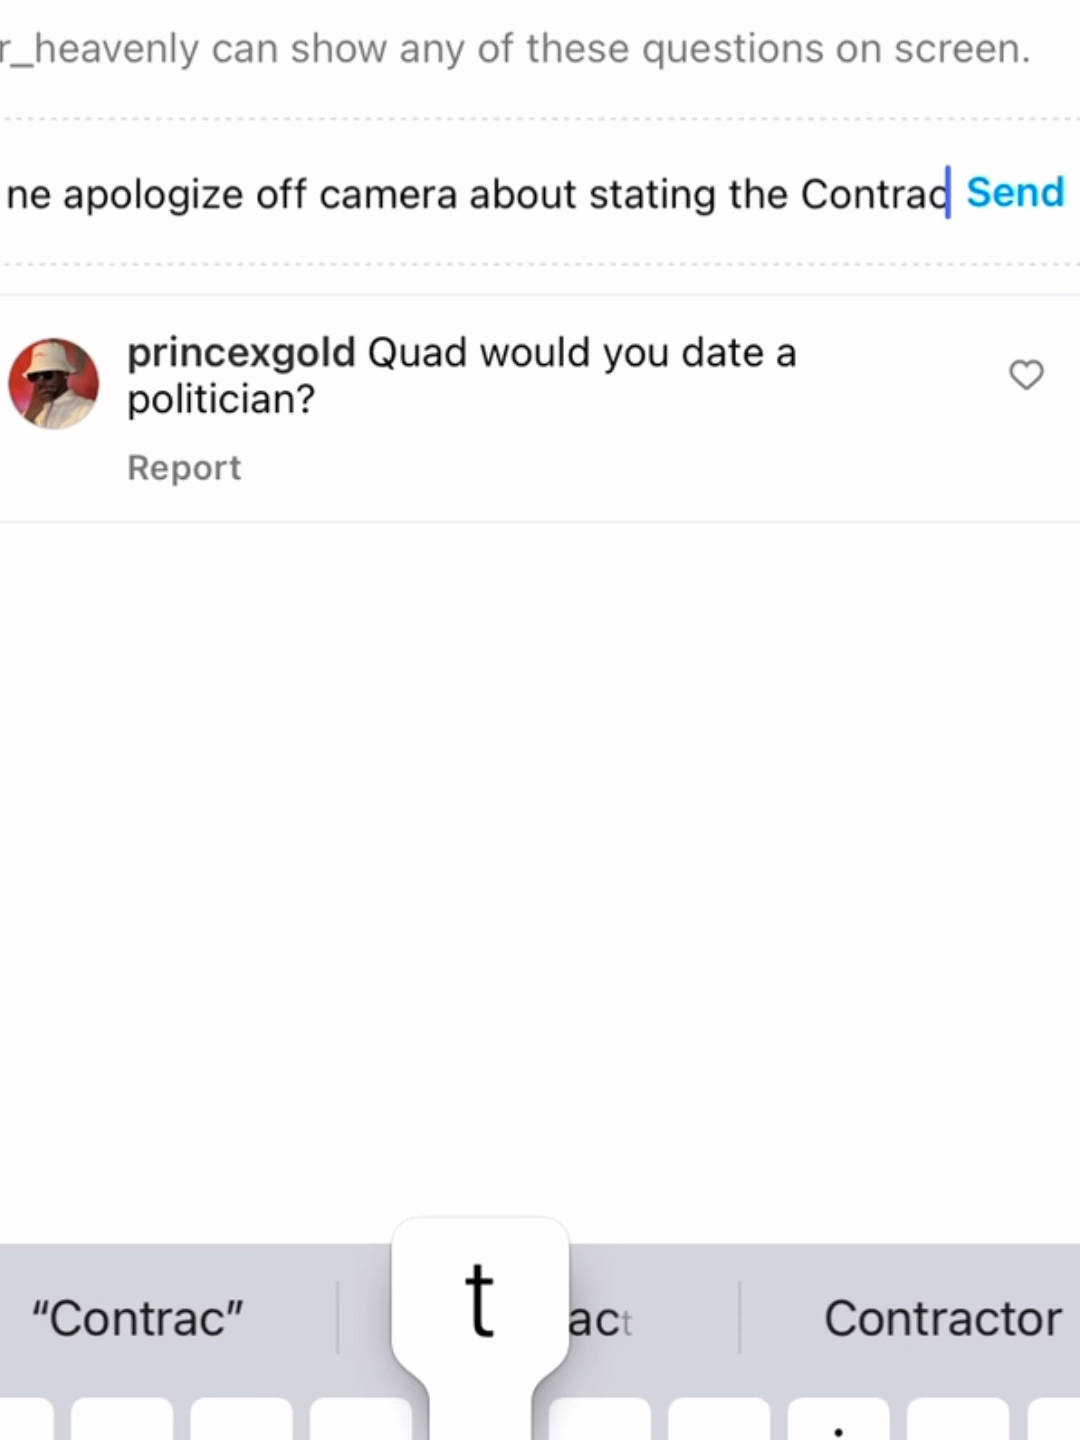 r_heavenly can show any of these questions on screen.
ne apologize off camera about stating the Contrac Send
princexgold Quad would you date a
politician?
Report
“Contrac” t act Contractor